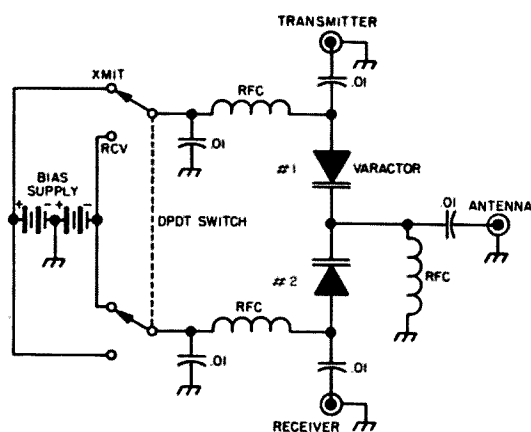 TRANSMITTER
XMIT
RFC
.01
.01
RCV
#1
VARACTOR
BIAS
SUPPLY
+ - + -
DPDT SWITCH
.01
ANTENNA
#2
RFC
RFC
.01
.01
RECEIVER